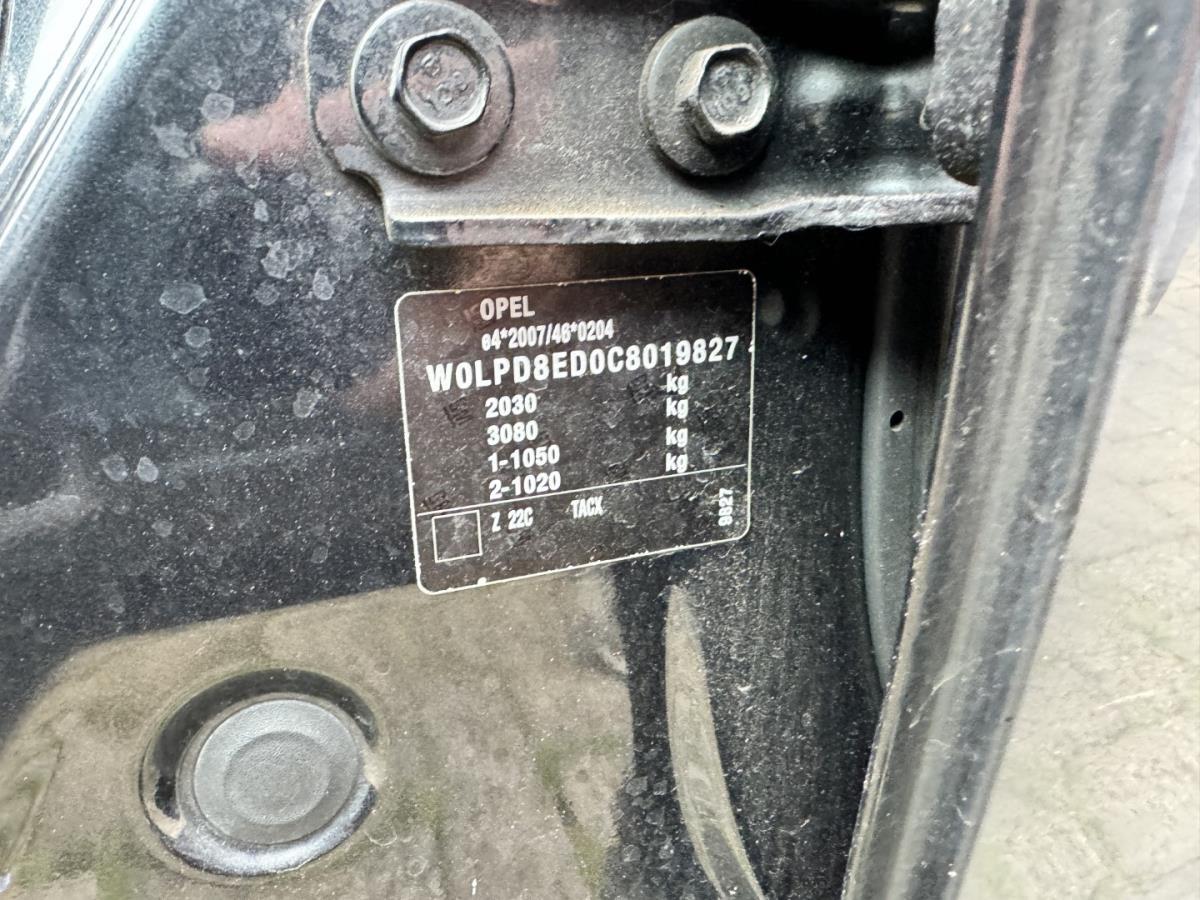 OPEL
e4*2007/46*0204
W0LPD8ED0C8019827
kg
2030 kg
3080 kg
1-1050 kg
2-1020
Z 22C TACX 9827